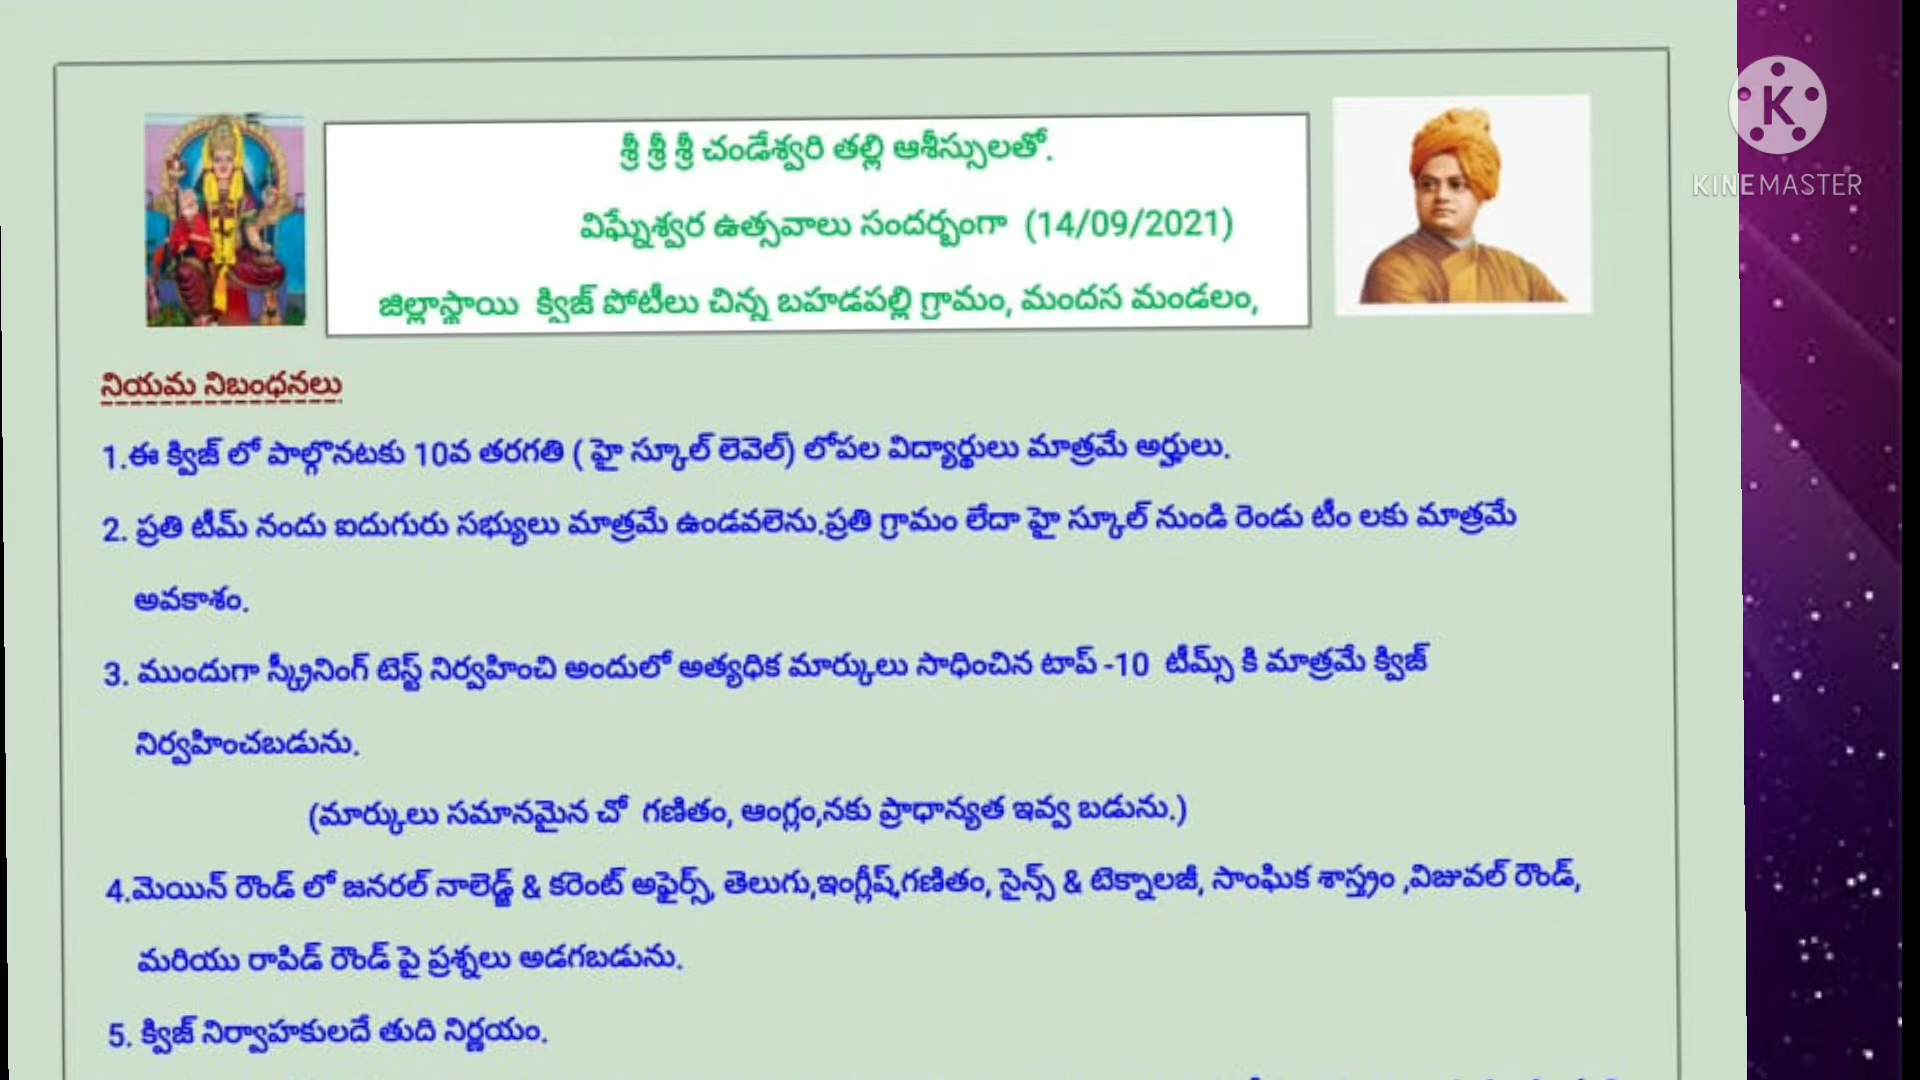 శ్రీ శ్రీ శ్రీ చండేశ్వరి తల్లి ఆశీస్సులతో.
విఘ్నేశ్వర ఉత్సవాలు సందర్భంగా (14/09/2021)
జిల్లాస్థాయి క్విజ్ పోటీలు చిన్న బహడపల్లి గ్రామం, మందస మండలం,
KINEMASTER
నియమ నిబంధనలు
1.ఈ క్విజ్ లో పాల్గొనటకు 10వ తరగతి ( హై స్కూల్ లెవెల్) లోపల విద్యార్థులు మాత్రమే అర్హులు.
2. ప్రతి టీమ్ నందు ఐదుగురు సభ్యులు మాత్రమే ఉండవలెను.ప్రతి గ్రామం లేదా హై స్కూల్ నుండి రెండు టీం లకు మాత్రమే
అవకాశం.
3. ముందుగా స్క్రీనింగ్ టెస్ట్ నిర్వహించి అందులో అత్యధిక మార్కులు సాధించిన టాప్ -10 టీమ్స్ కి మాత్రమే క్విజ్
నిర్వహించబడును.
(మార్కులు సమానమైన చో గణితం, ఆంగ్లం,నకు ప్రాధాన్యత ఇవ్వ బడును.)
4.మెయిన్ రౌండ్ లో జనరల్ నాలెడ్జ్ & కరెంట్ అఫైర్స్, తెలుగు,ఇంగ్లీష్,గణితం, సైన్స్ & టెక్నాలజీ, సాంఘిక శాస్త్రం ,విజువల్ రౌండ్,
మరియు రాపిడ్ రౌండ్ పై ప్రశ్నలు అడగబడును.
5. క్విజ్ నిర్వాహకులదే తుది నిర్ణయం.